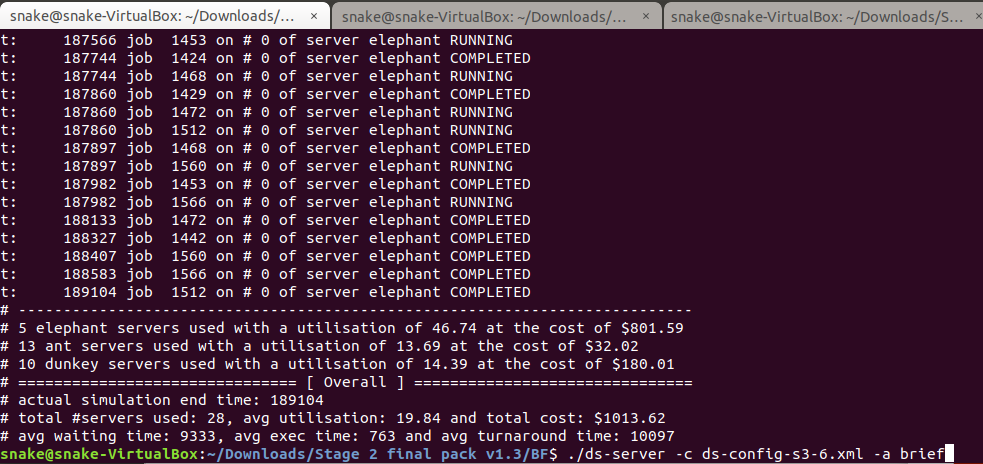 snake@snake-VirtualBox: ~/Downloads/... × snake@snake-VirtualBox: ~/Downloads/... × snake@snake-VirtualBox: ~/Downloads/S... ×
t:     187566 job  1453 on # 0 of server elephant RUNNING
t:     187744 job  1424 on # 0 of server elephant COMPLETED
t:     187744 job  1468 on # 0 of server elephant RUNNING
t:     187860 job  1429 on # 0 of server elephant COMPLETED
t:     187860 job  1472 on # 0 of server elephant RUNNING
t:     187860 job  1512 on # 0 of server elephant RUNNING
t:     187897 job  1468 on # 0 of server elephant COMPLETED
t:     187897 job  1560 on # 0 of server elephant RUNNING
t:     187982 job  1453 on # 0 of server elephant COMPLETED
t:     187982 job  1566 on # 0 of server elephant RUNNING
t:     188133 job  1472 on # 0 of server elephant COMPLETED
t:     188327 job  1442 on # 0 of server elephant COMPLETED
t:     188407 job  1560 on # 0 of server elephant COMPLETED
t:     188583 job  1566 on # 0 of server elephant COMPLETED
t:     189104 job  1512 on # 0 of server elephant COMPLETED
# ---------------------------------------------------------------------------
# 5 elephant servers used with a utilisation of 46.74 at the cost of $801.59
# 13 ant servers used with a utilisation of 13.69 at the cost of $32.02
# 10 dunkey servers used with a utilisation of 14.39 at the cost of $180.01
# =============================== [ Overall ] ===============================
# actual simulation end time: 189104
# total #servers used: 28, avg utilisation: 19.84 and total cost: $1013.62
# avg waiting time: 9333, avg exec time: 763 and avg turnaround time: 10097
snake@snake-VirtualBox:~/Downloads/Stage 2 final pack v1.3/BF$ ./ds-server -c ds-config-s3-6.xml -a brief